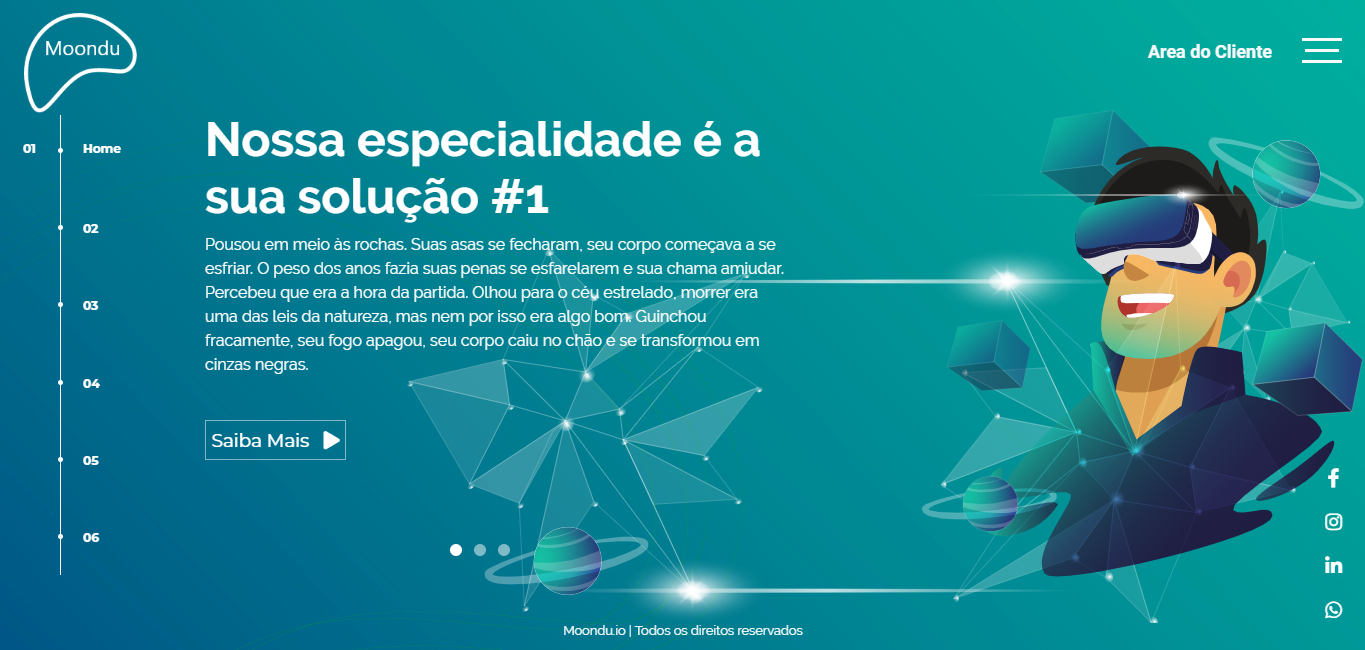 Moondu
Area do Cliente
01 Home
02
03
04
05
06
Nossa especialidade é a
sua solução #1
Pousou em meio às rochas. Suas asas se fecharam, seu corpo começava a se
esfriar. O peso dos anos fazia suas penas se esfarelarem e sua chama amiudar.
Percebeu que era a hora da partida. Olhou para o céu estrelado, morrer era
uma das leis da natureza, mas nem por isso era algo bom. Guinchou
fracamente, seu fogo apagou, seu corpo caiu no chão e se transformou em
cinzas negras.
Saiba Mais
Moondu.io | Todos os direitos reservados